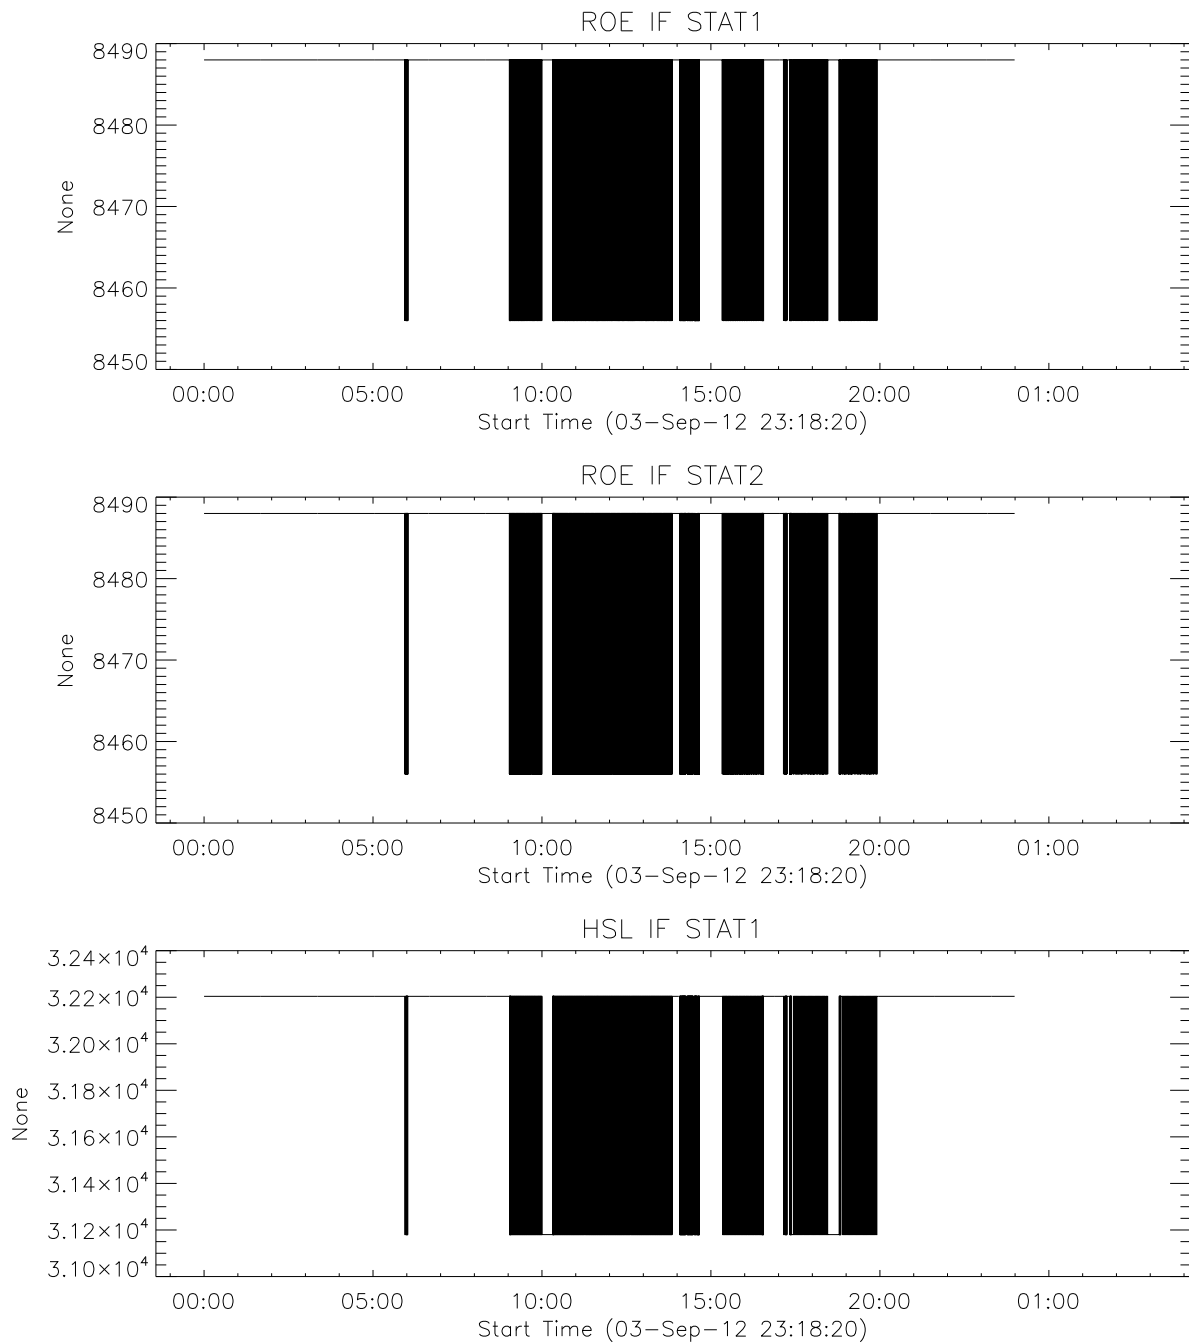 ROE IF STAT1
8490
8480
8470
8460
8450
None
00:00 05:00 10:00 15:00 20:00 01:00
Start Time (03-Sep-12 23:18:20)
ROE IF STAT2
8490
8480
8470
8460
8450
None
00:00 05:00 10:00 15:00 20:00 01:00
Start Time (03-Sep-12 23:18:20)
HSL IF STAT1
3.24×10⁴
3.22×10⁴
3.20×10⁴
3.18×10⁴
3.16×10⁴
3.14×10⁴
3.12×10⁴
3.10×10⁴
None
00:00 05:00 10:00 15:00 20:00 01:00
Start Time (03-Sep-12 23:18:20)